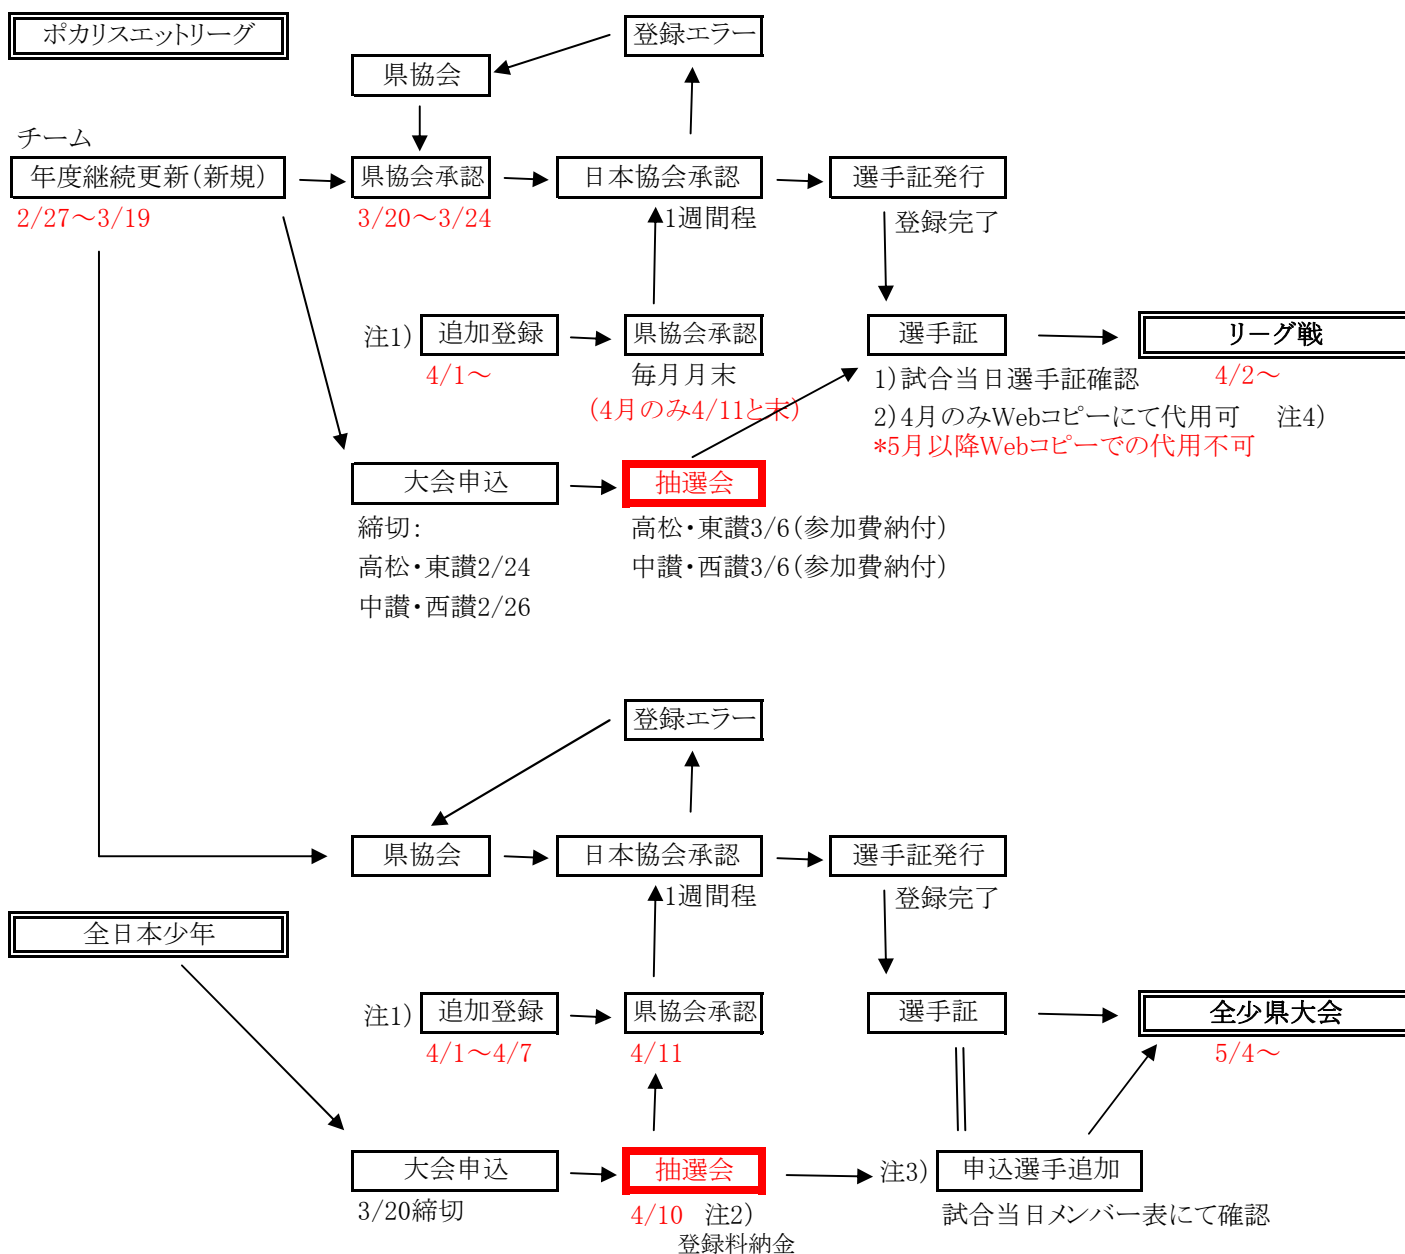 ポカリスエットリーグ
登録エラー
県協会
チーム
年度継続更新(新規)
県協会承認
日本協会承認
選手証発行
2/27～3/19
3/20～3/24
1週間程
登録完了
注1)
追加登録
県協会承認
選手証
リーグ戦
4/1～
毎月月末
1)試合当日選手証確認
4/2～
(4月のみ4/11と末)
2)4月のみWebコピーにて代用可 注4)
*5月以降Webコピーでの代用不可
大会申込
抽選会
締切:
高松・東讃3/6(参加費納付)
高松・東讃2/24
中讃・西讃3/6(参加費納付)
中讃・西讃2/26
登録エラー
県協会
日本協会承認
選手証発行
1週間程
登録完了
全日本少年
注1)
追加登録
県協会承認
選手証
全少県大会
4/1～4/7
4/11
5/4～
大会申込
抽選会
注3)
申込選手追加
3/20締切
4/10 注2)
試合当日メンバー表にて確認
登録料納金